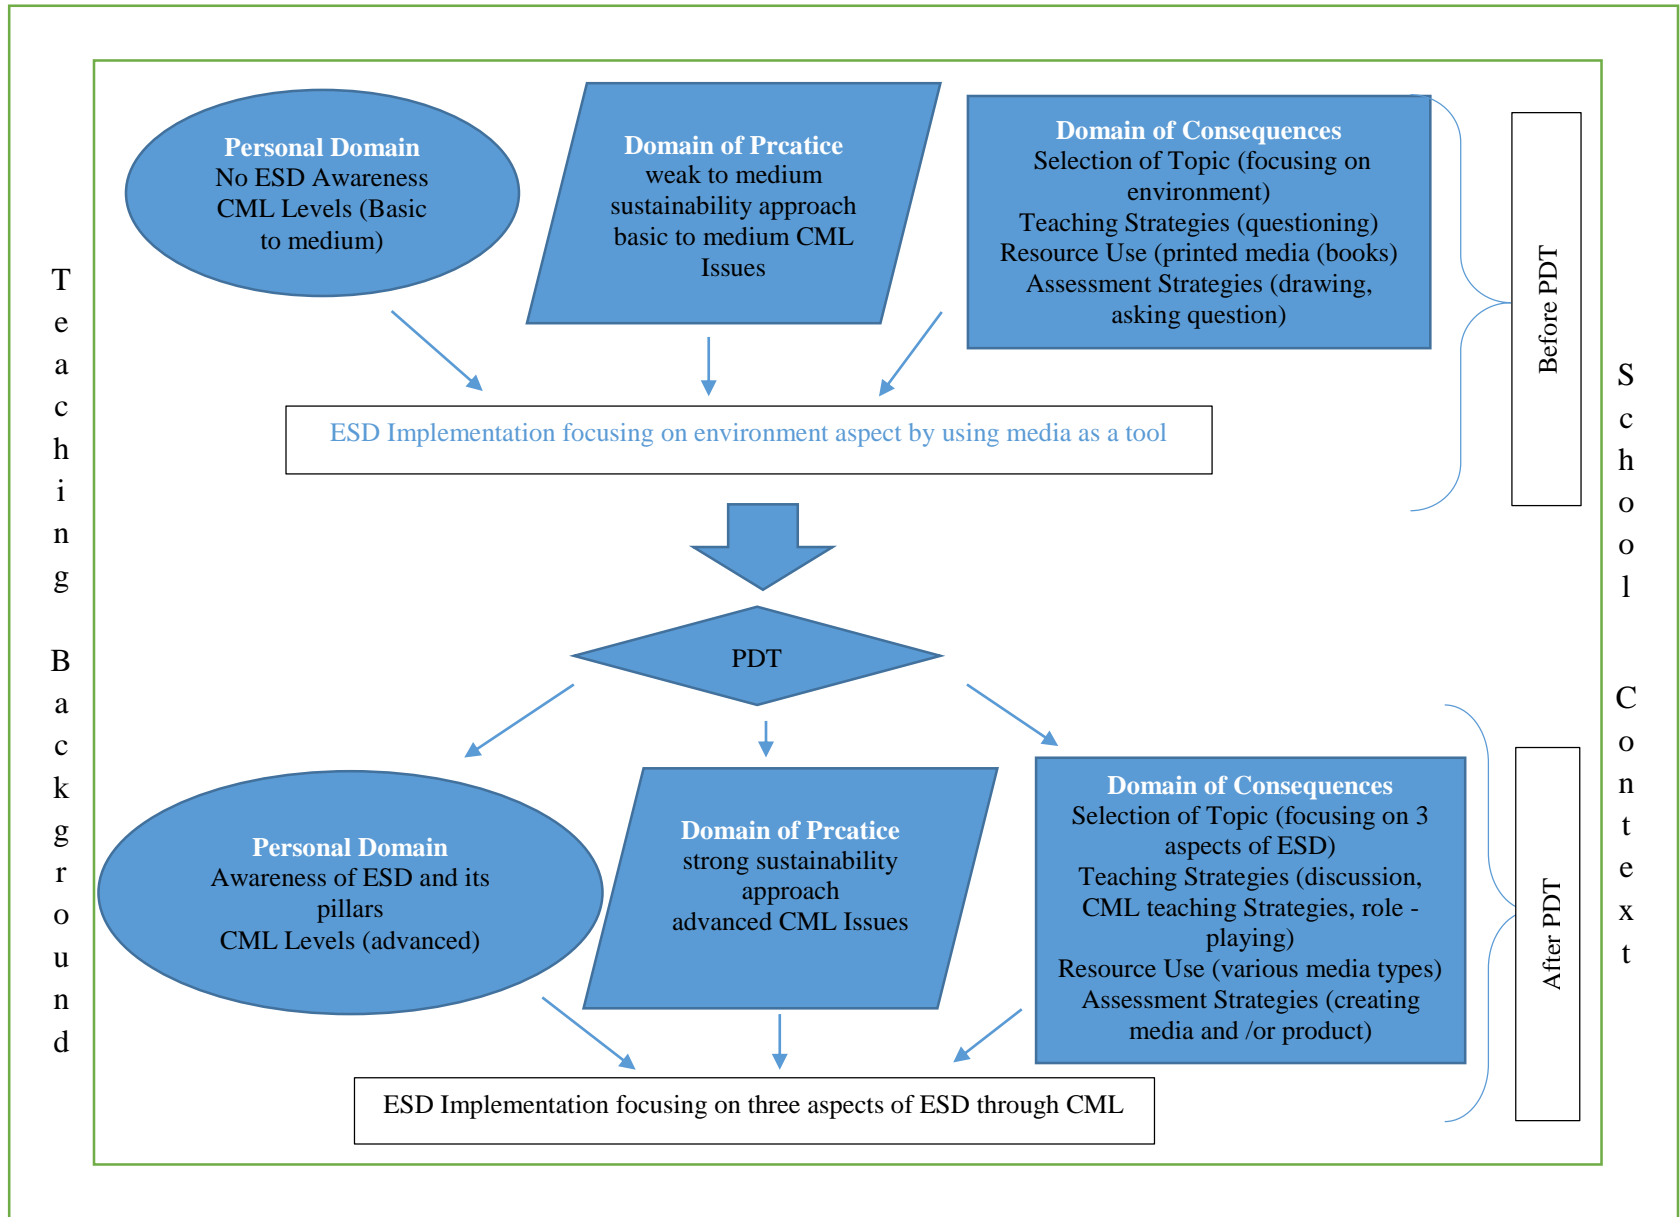 Personal Domain
No ESD Awareness
CML Levels (Basic
to medium)
Domain of Prcatice
weak to medium
sustainability approach
basic to medium CML
Issues
Domain of Consequences
Selection of Topic (focusing on
environment)
Teaching Strategies (questioning)
Resource Use (printed media (books)
Assessment Strategies (drawing,
asking question)
Before PDT
ESD Implementation focusing on environment aspect by using media as a tool
PDT
Personal Domain
Awareness of ESD and its
pillars
CML Levels (advanced)
Domain of Prcatice
strong sustainability
approach
advanced CML Issues
Domain of Consequences
Selection of Topic (focusing on 3
aspects of ESD)
Teaching Strategies (discussion,
CML teaching Strategies, role -
playing)
Resource Use (various media types)
Assessment Strategies (creating
media and /or product)
After PDT
ESD Implementation focusing on three aspects of ESD through CML
Teaching Background
School Context